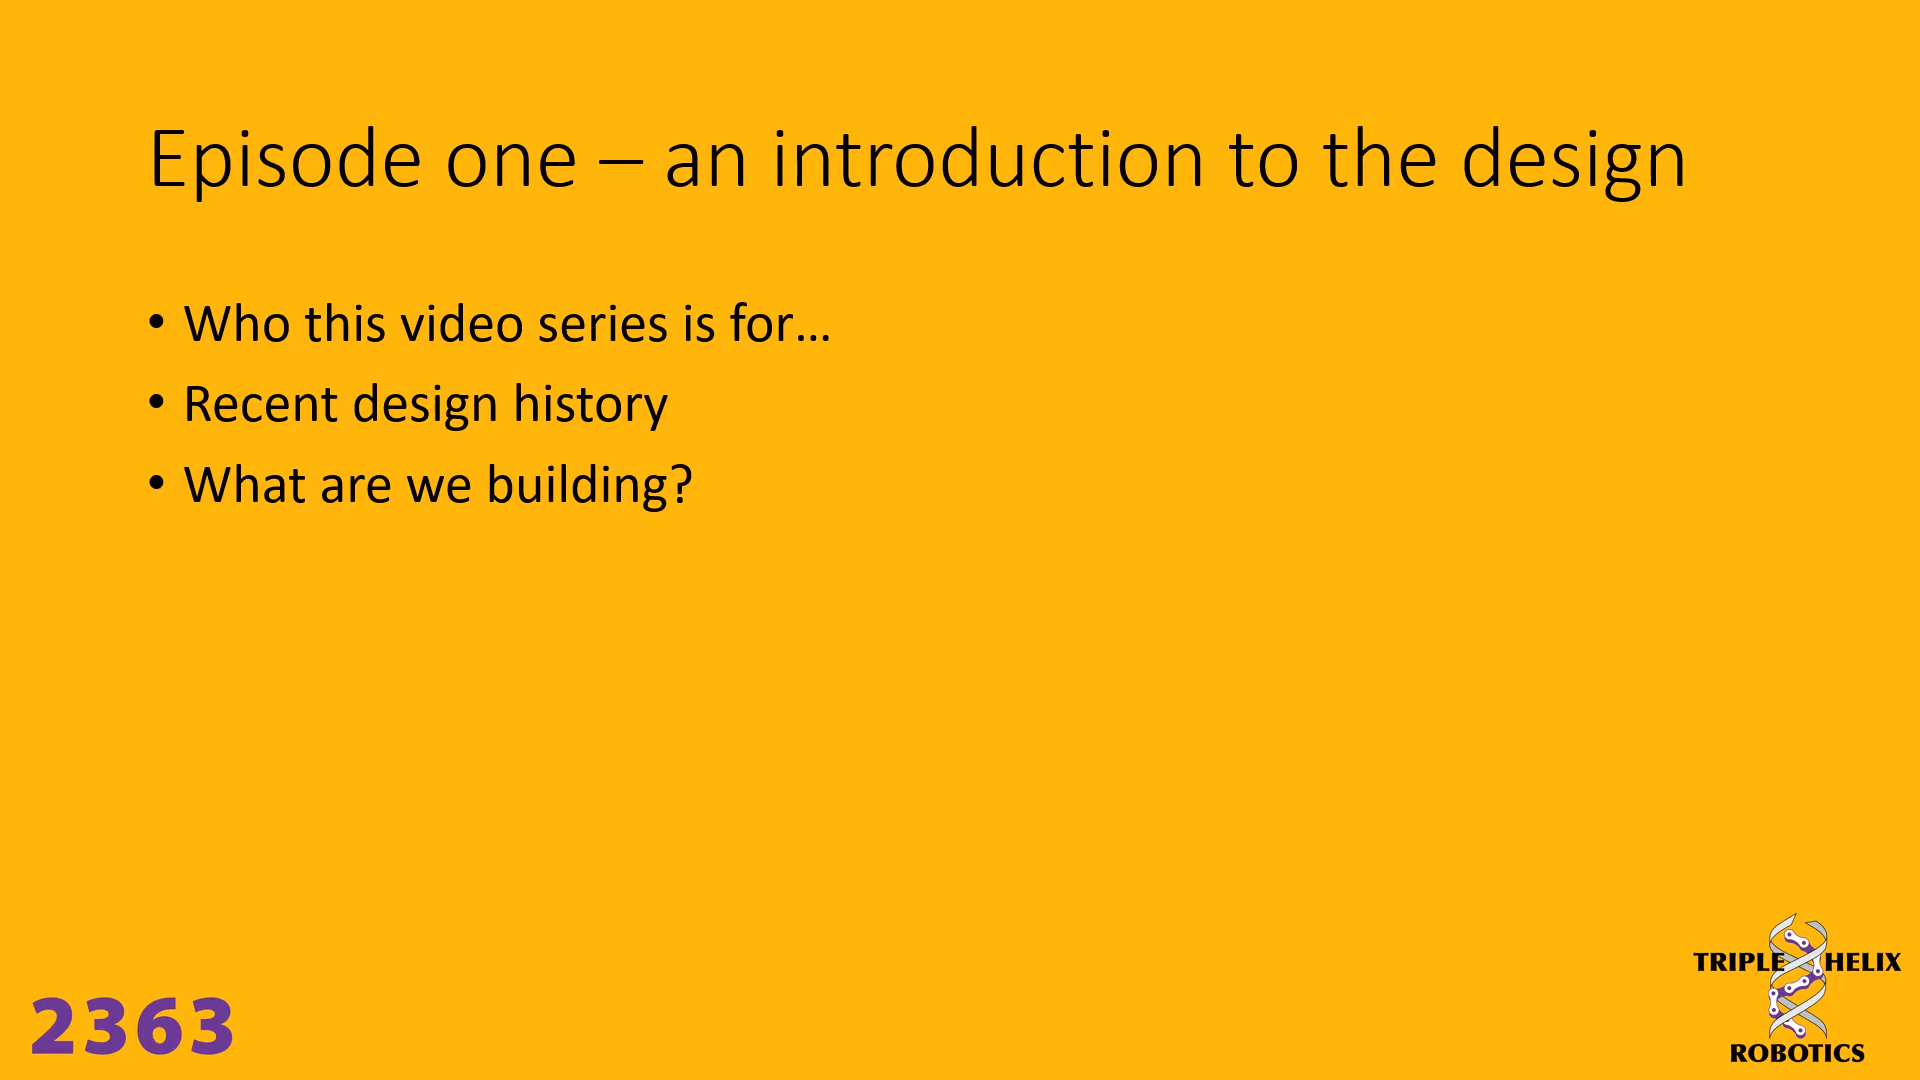 Episode one – an introduction to the design
• Who this video series is for…
• Recent design history
• What are we building?
2363
TRIPLE HELIX
ROBOTICS